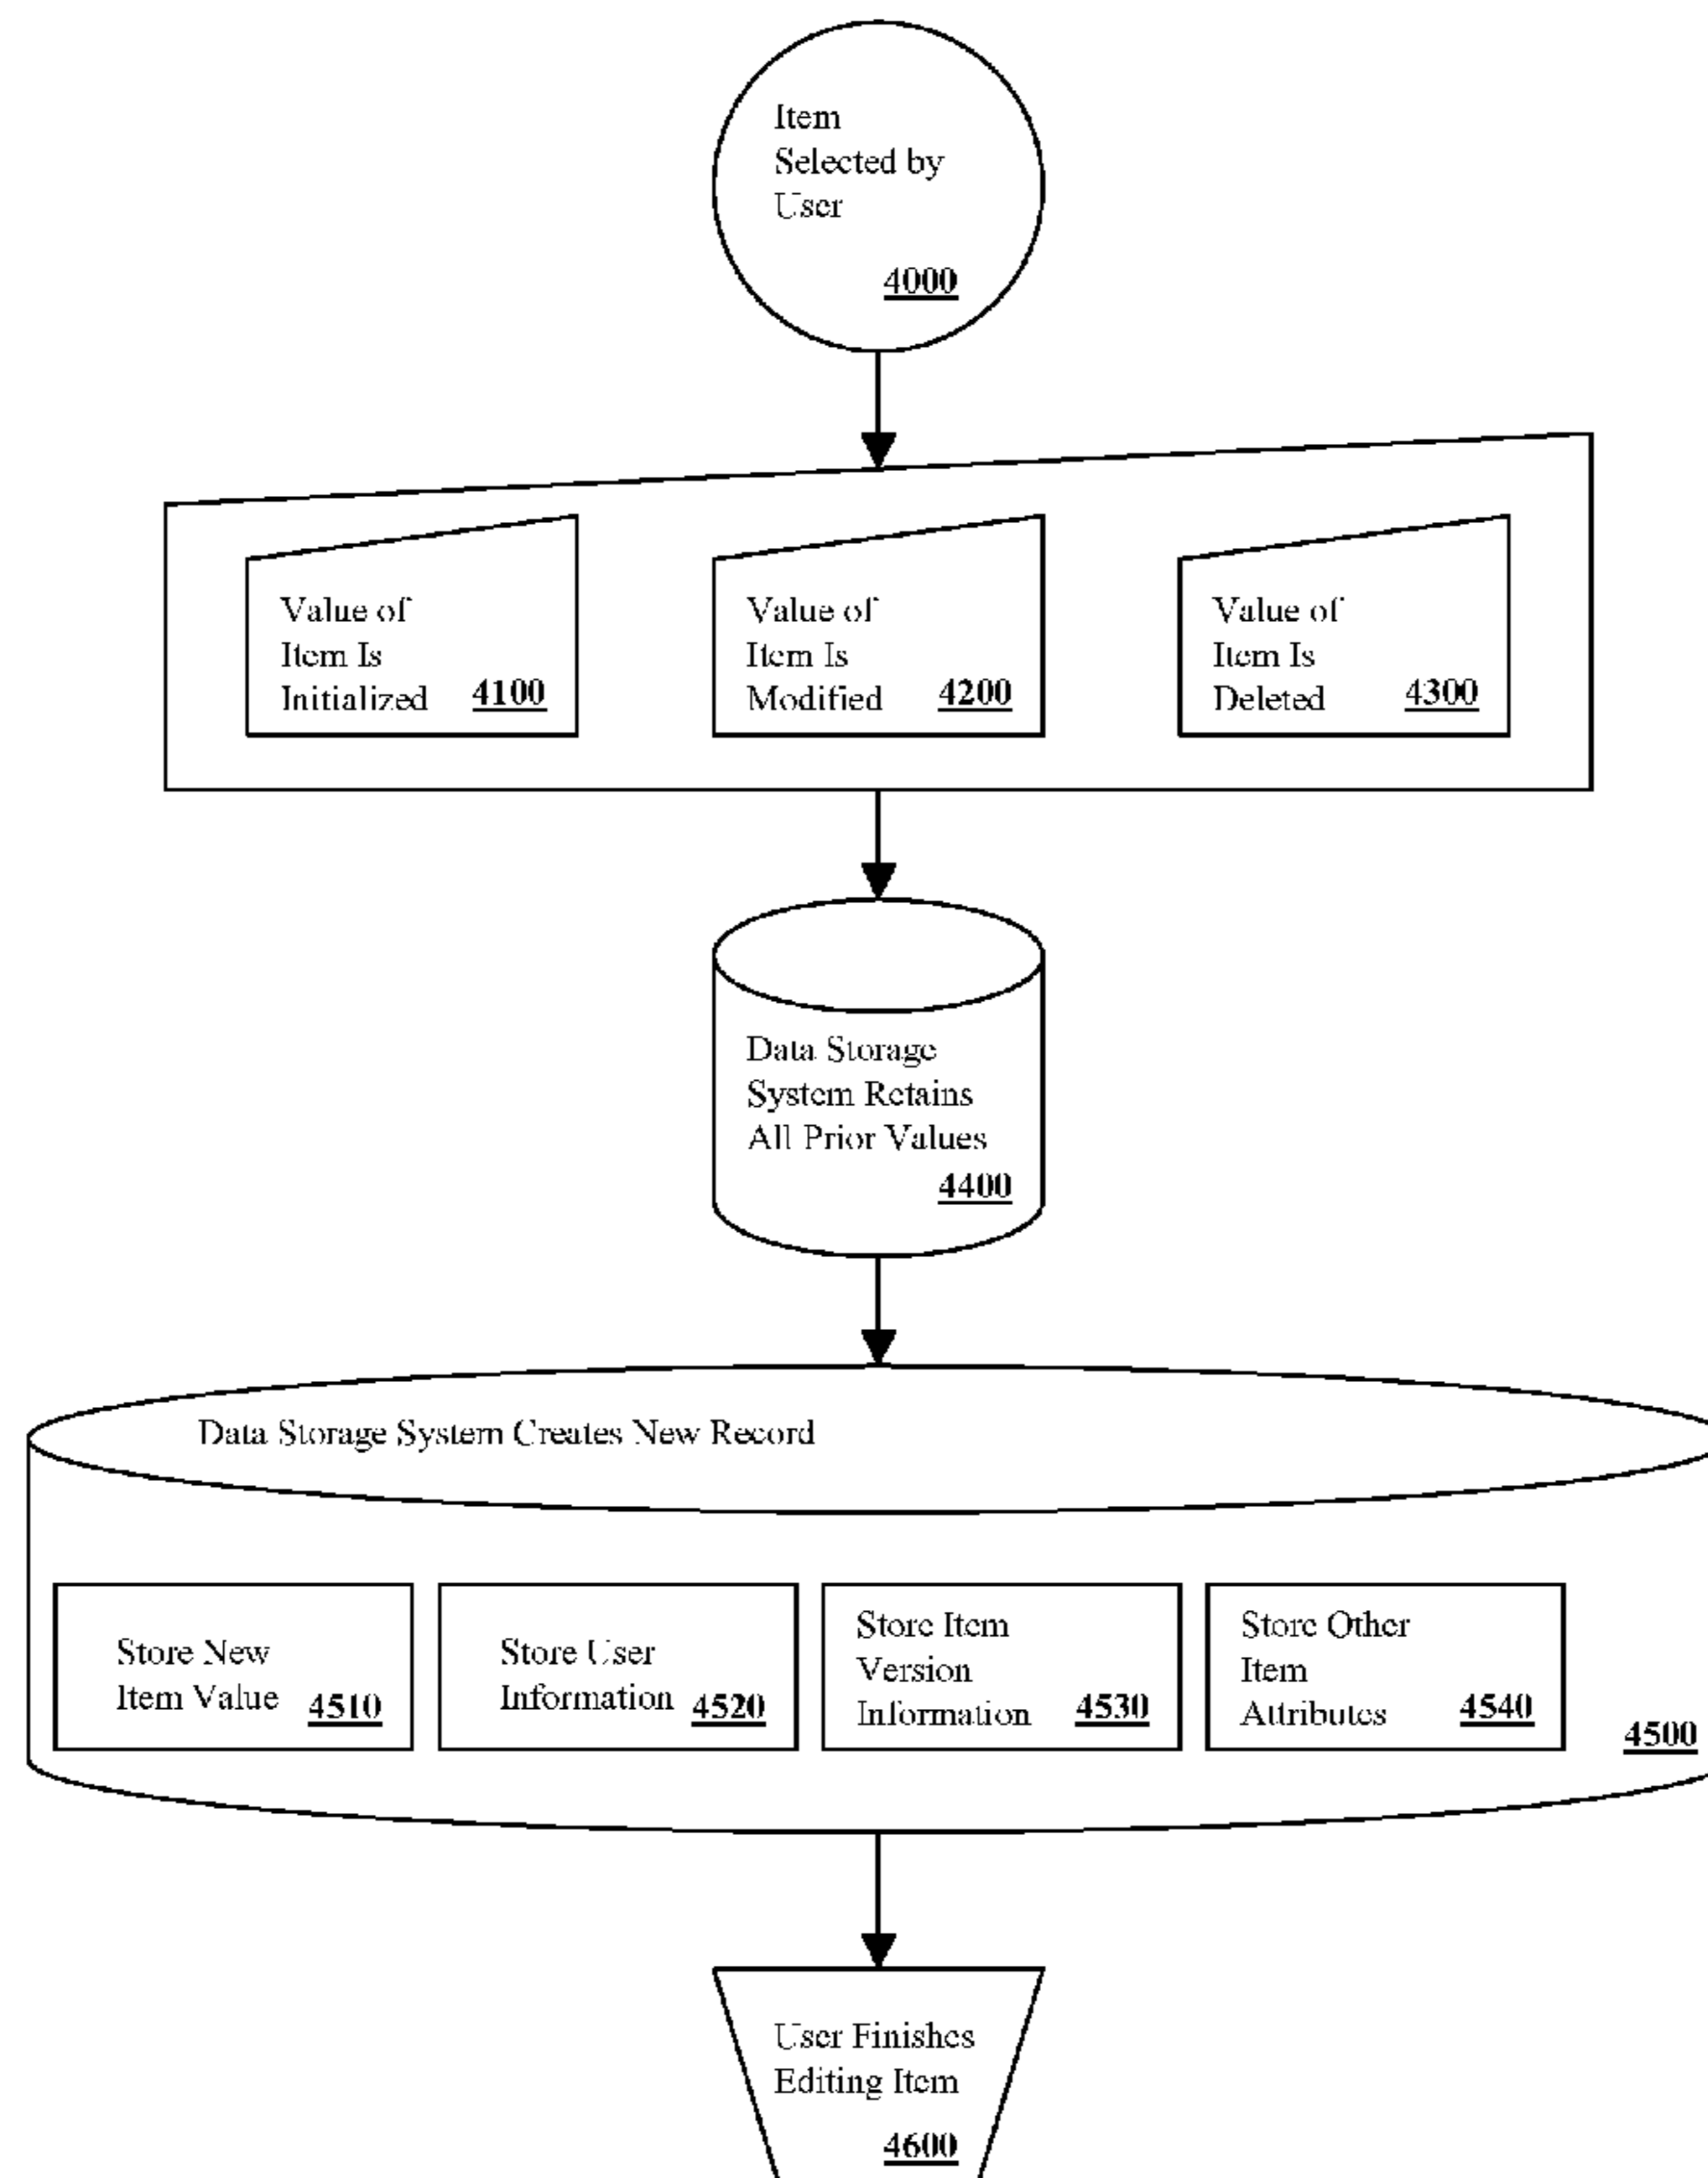 Item
Selected by
User
4000
Value of
Item Is
Initialized 4100
Value of
Item Is
Modified 4200
Value of
Item Is
Deleted 4300
Data Storage
System Retains
All Prior Values
4400
Data Storage System Creates New Record
Store New
Item Value 4510
Store User
Information 4520
Store Item
Version
Information 4530
Store Other
Item
Attributes 4540
4500
User Finishes
Editing Item
4600